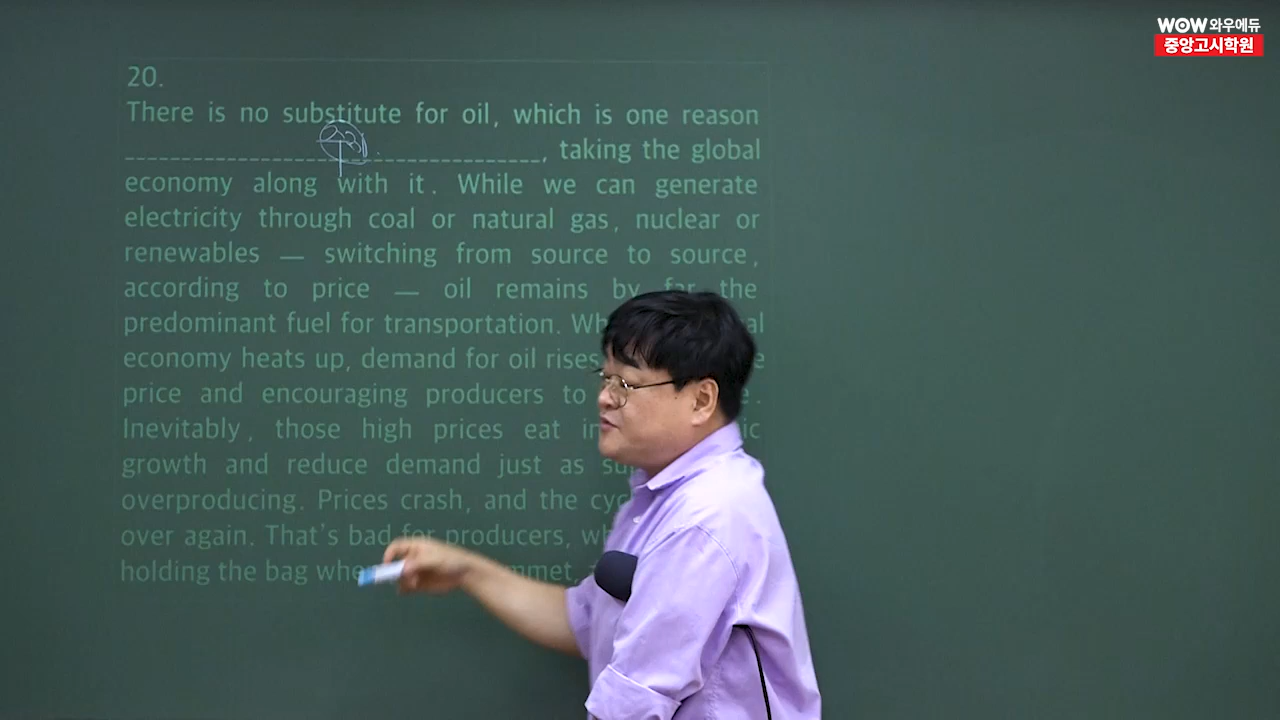 WOW 와우에듀
중앙고시학원
20.
There is no substitute for oil, which is one reason
______________________________, taking the global
economy along with it. While we can generate
electricity through coal or natural gas, nuclear or
renewables — switching from source to source,
according to price — oil remains by far the
predominant fuel for transportation.
economy heats up, demand for oil rises
price and encouraging producers to
Inevitably, those high prices eat
growth and reduce demand just as
overproducing. Prices crash, and the
over again. That's bad for producers,
holding the bag